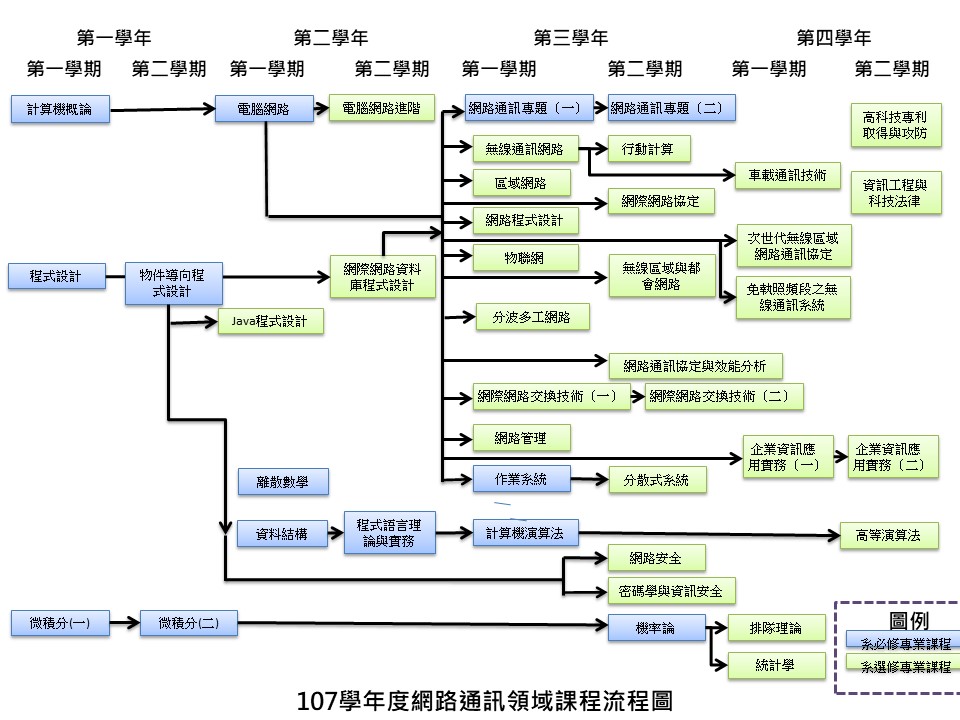 第一學年 第二學年 第三學年 第四學年
第一學期 第二學期 第一學期 第二學期 第一學期 第二學期 第一學期 第二學期
計算機概論
電腦網路
電腦網路進階
網路通訊專題（一）
網路通訊專題（二）
高科技專利
取得與攻防
無線通訊網路
行動計算
車載通訊技術
資訊工程與
科技法律
區域網路
網際網路協定
網路程式設計
次世代無線區域
網路通訊協定
物聯網
程式設計
物件導向程
式設計
網際網路資料
庫程式設計
無線區域與都
會網路
免執照頻段之無
線通訊系統
Java程式設計
分波多工網路
網路通訊協定與效能分析
網際網路交換技術（一）
網際網路交換技術（二）
網路管理
企業資訊應
用實務（一）
企業資訊應
用實務（二）
離散數學
作業系統
分散式系統
資料結構
程式語言理
論與實務
計算機演算法
高等演算法
網路安全
密碼學與資訊安全
微積分(一)
微積分(二)
機率論
排隊理論
統計學
圖例
系必修專業課程
系選修專業課程
107學年度網路通訊領域課程流程圖